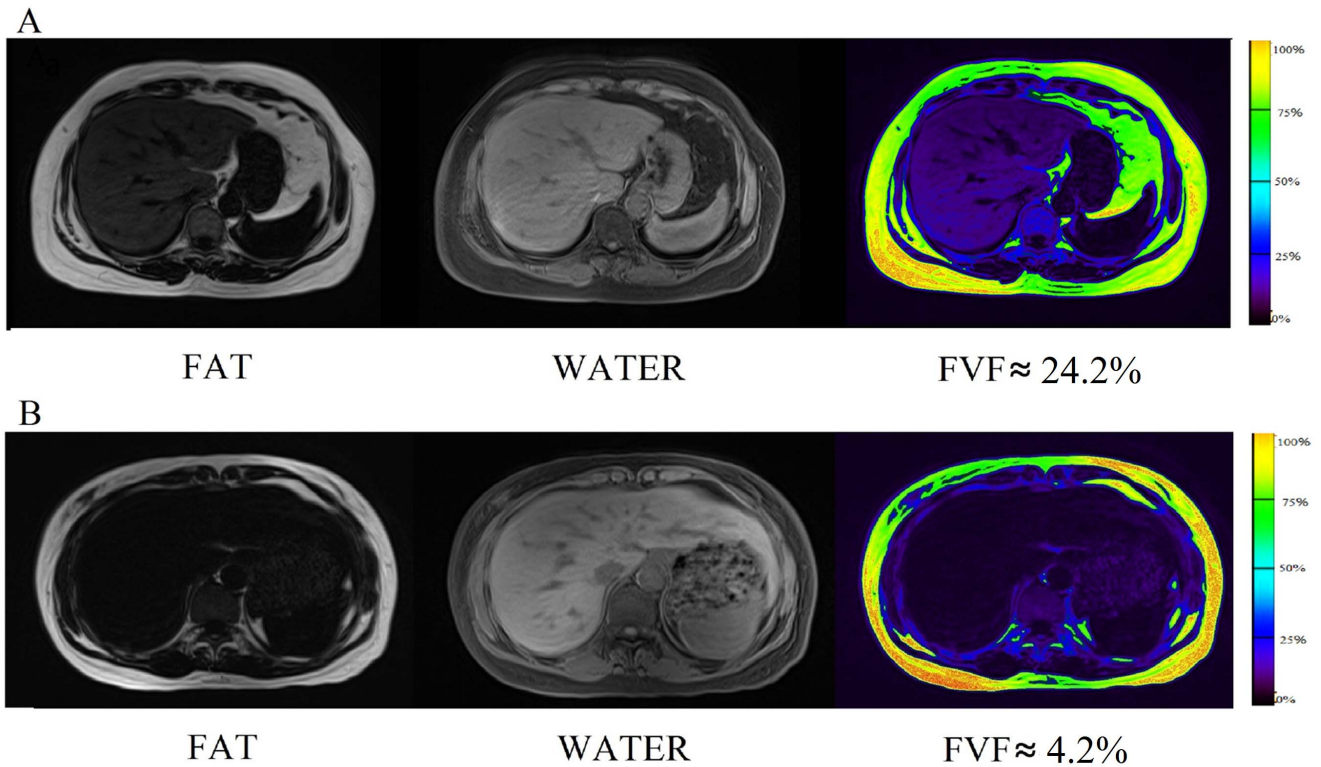 A
Aa
100%
75%
50%
25%
0%
FAT WATER FVF≈ 24.2%
B
100%
75%
50%
25%
0%
FAT WATER FVF≈ 4.2%